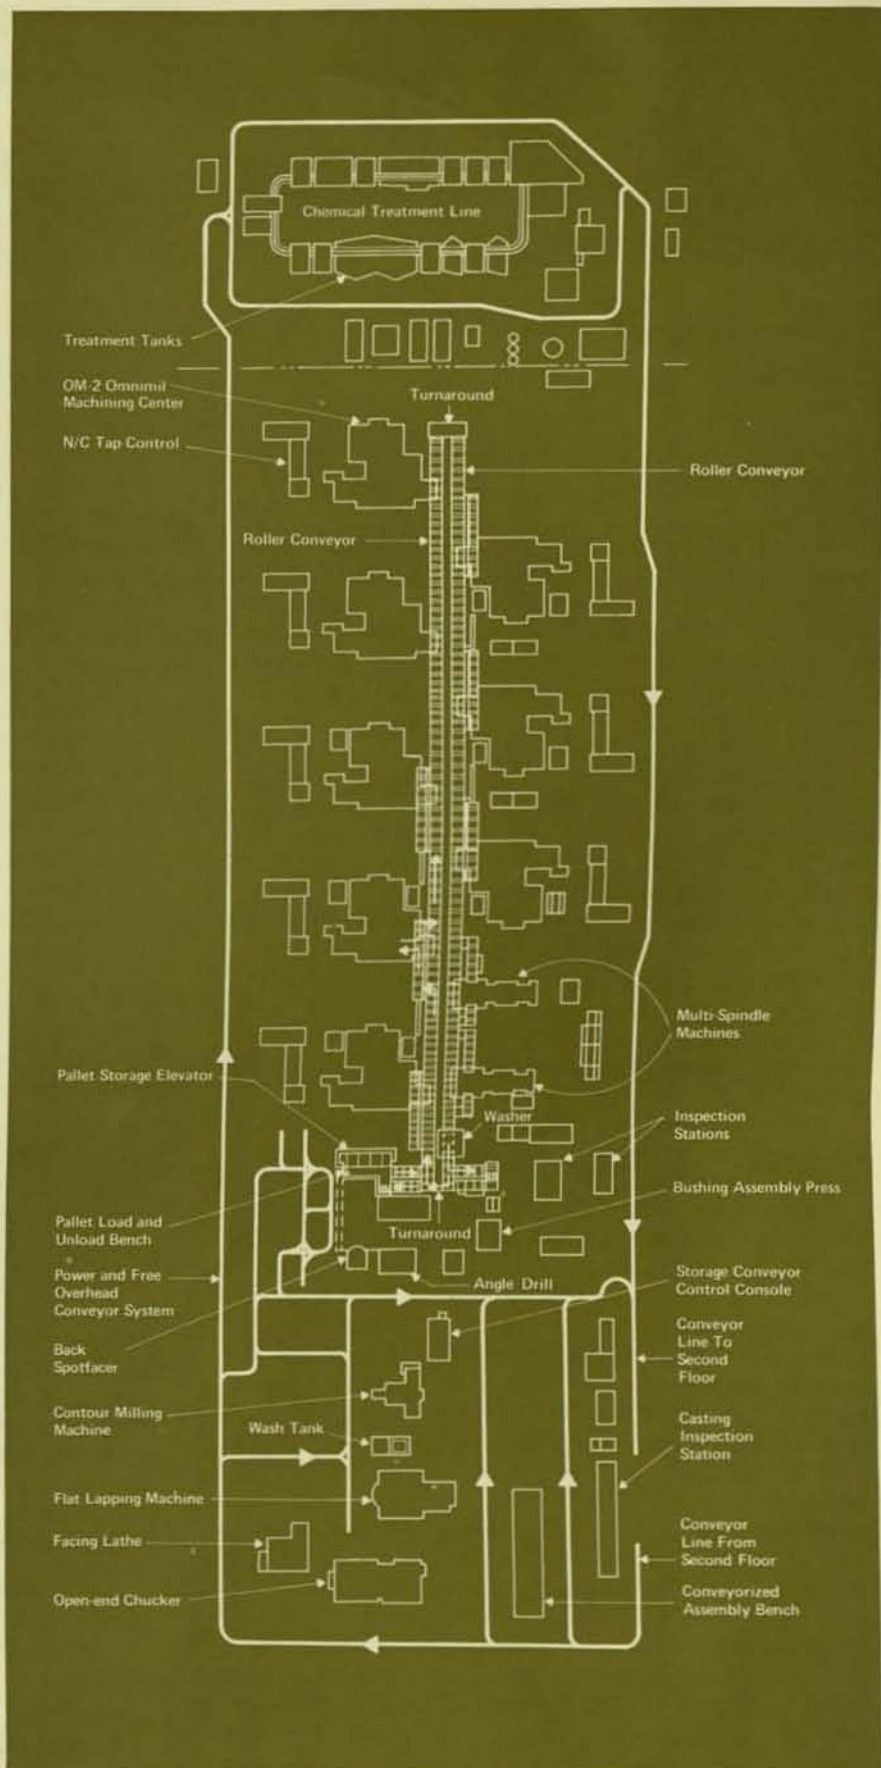 Chemical Treatment Line
Treatment Tanks
OM-2 Omnimil
Machining Center
Turnaround
N/C Tap Control
Roller Conveyor
Roller Conveyor
Multi-Spindle
Machines
Pallet Storage Elevator
Washer
Inspection
Stations
Bushing Assembly Press
Pallet Load and
Unload Bench
Turnaround
Power and Free
Overhead
Conveyor System
Angle Drill
Storage Conveyor
Control Console
Back
Spotfacer
Conveyor
Line To
Second
Floor
Contour Milling
Machine
Wash Tank
Casting
Inspection
Station
Flat Lapping Machine
Facing Lathe
Conveyor
Line From
Second Floor
Open-end Chucker
Conveyorized
Assembly Bench